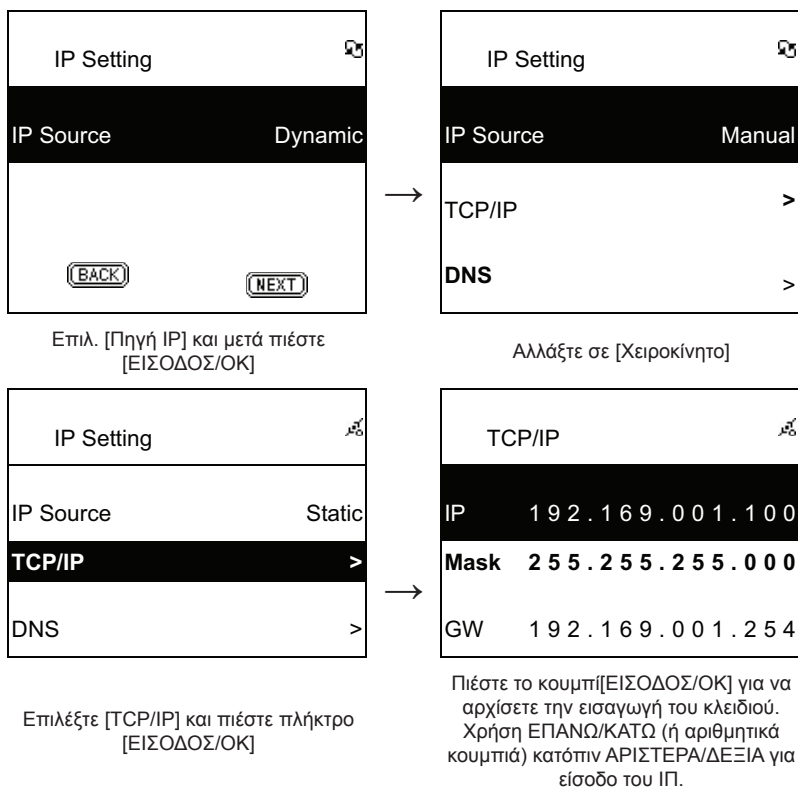 IP Setting
IP Source Dynamic
BACK NEXT
Επιλ. [Πηγή IP] και μετά πιέστε
[ΕΙΣΟΔΟΣ/OK]
→
IP Setting
IP Source Manual
TCP/IP >
DNS >
Αλλάξτε σε [Χειροκίνητο]
IP Setting
IP Source Static
TCP/IP >
DNS >
Επιλέξτε [TCP/IP] και πιέστε πλήκτρο
[ΕΙΣΟΔΟΣ/OK]
→
TCP/IP
IP 192.169.001.100
Mask 255.255.255.000
GW 192.169.001.254
Πιέστε το κουμπί[ΕΙΣΟΔΟΣ/OK] για να
αρχίσετε την εισαγωγή του κλειδιού.
Χρήση ΕΠΑΝΩ/ΚΑΤΩ (ή αριθμητικά
κουμπιά) κατόπιν ΑΡΙΣΤΕΡΑ/ΔΕΞΙΑ για
είσοδο του ΙΠ.